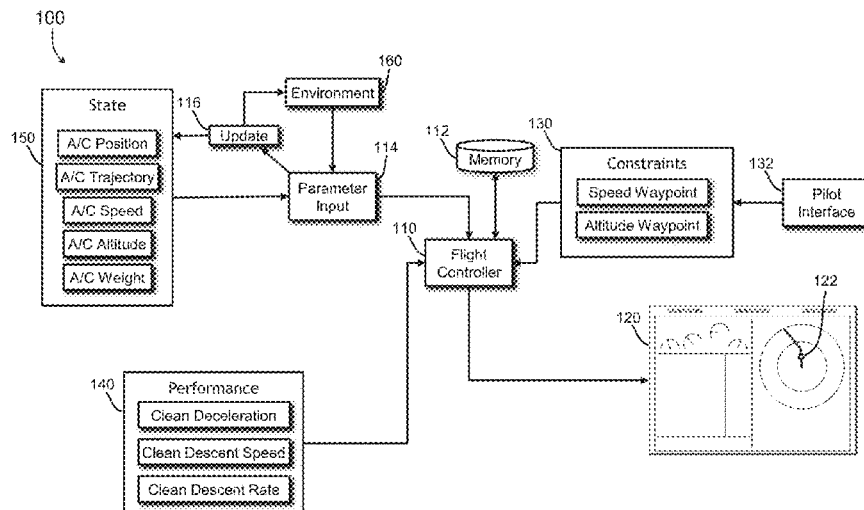 100
State
150
A/C Position
A/C Trajectory
A/C Speed
A/C Altitude
A/C Weight
116
Update
160
Environment
114
Parameter
Input
112
Memory
110
Flight
Controller
130
Constraints
Speed Waypoint
Altitude Waypoint
132
Pilot
Interface
120
122
140
Performance
Clean Deceleration
Clean Descent Speed
Clean Descent Rate